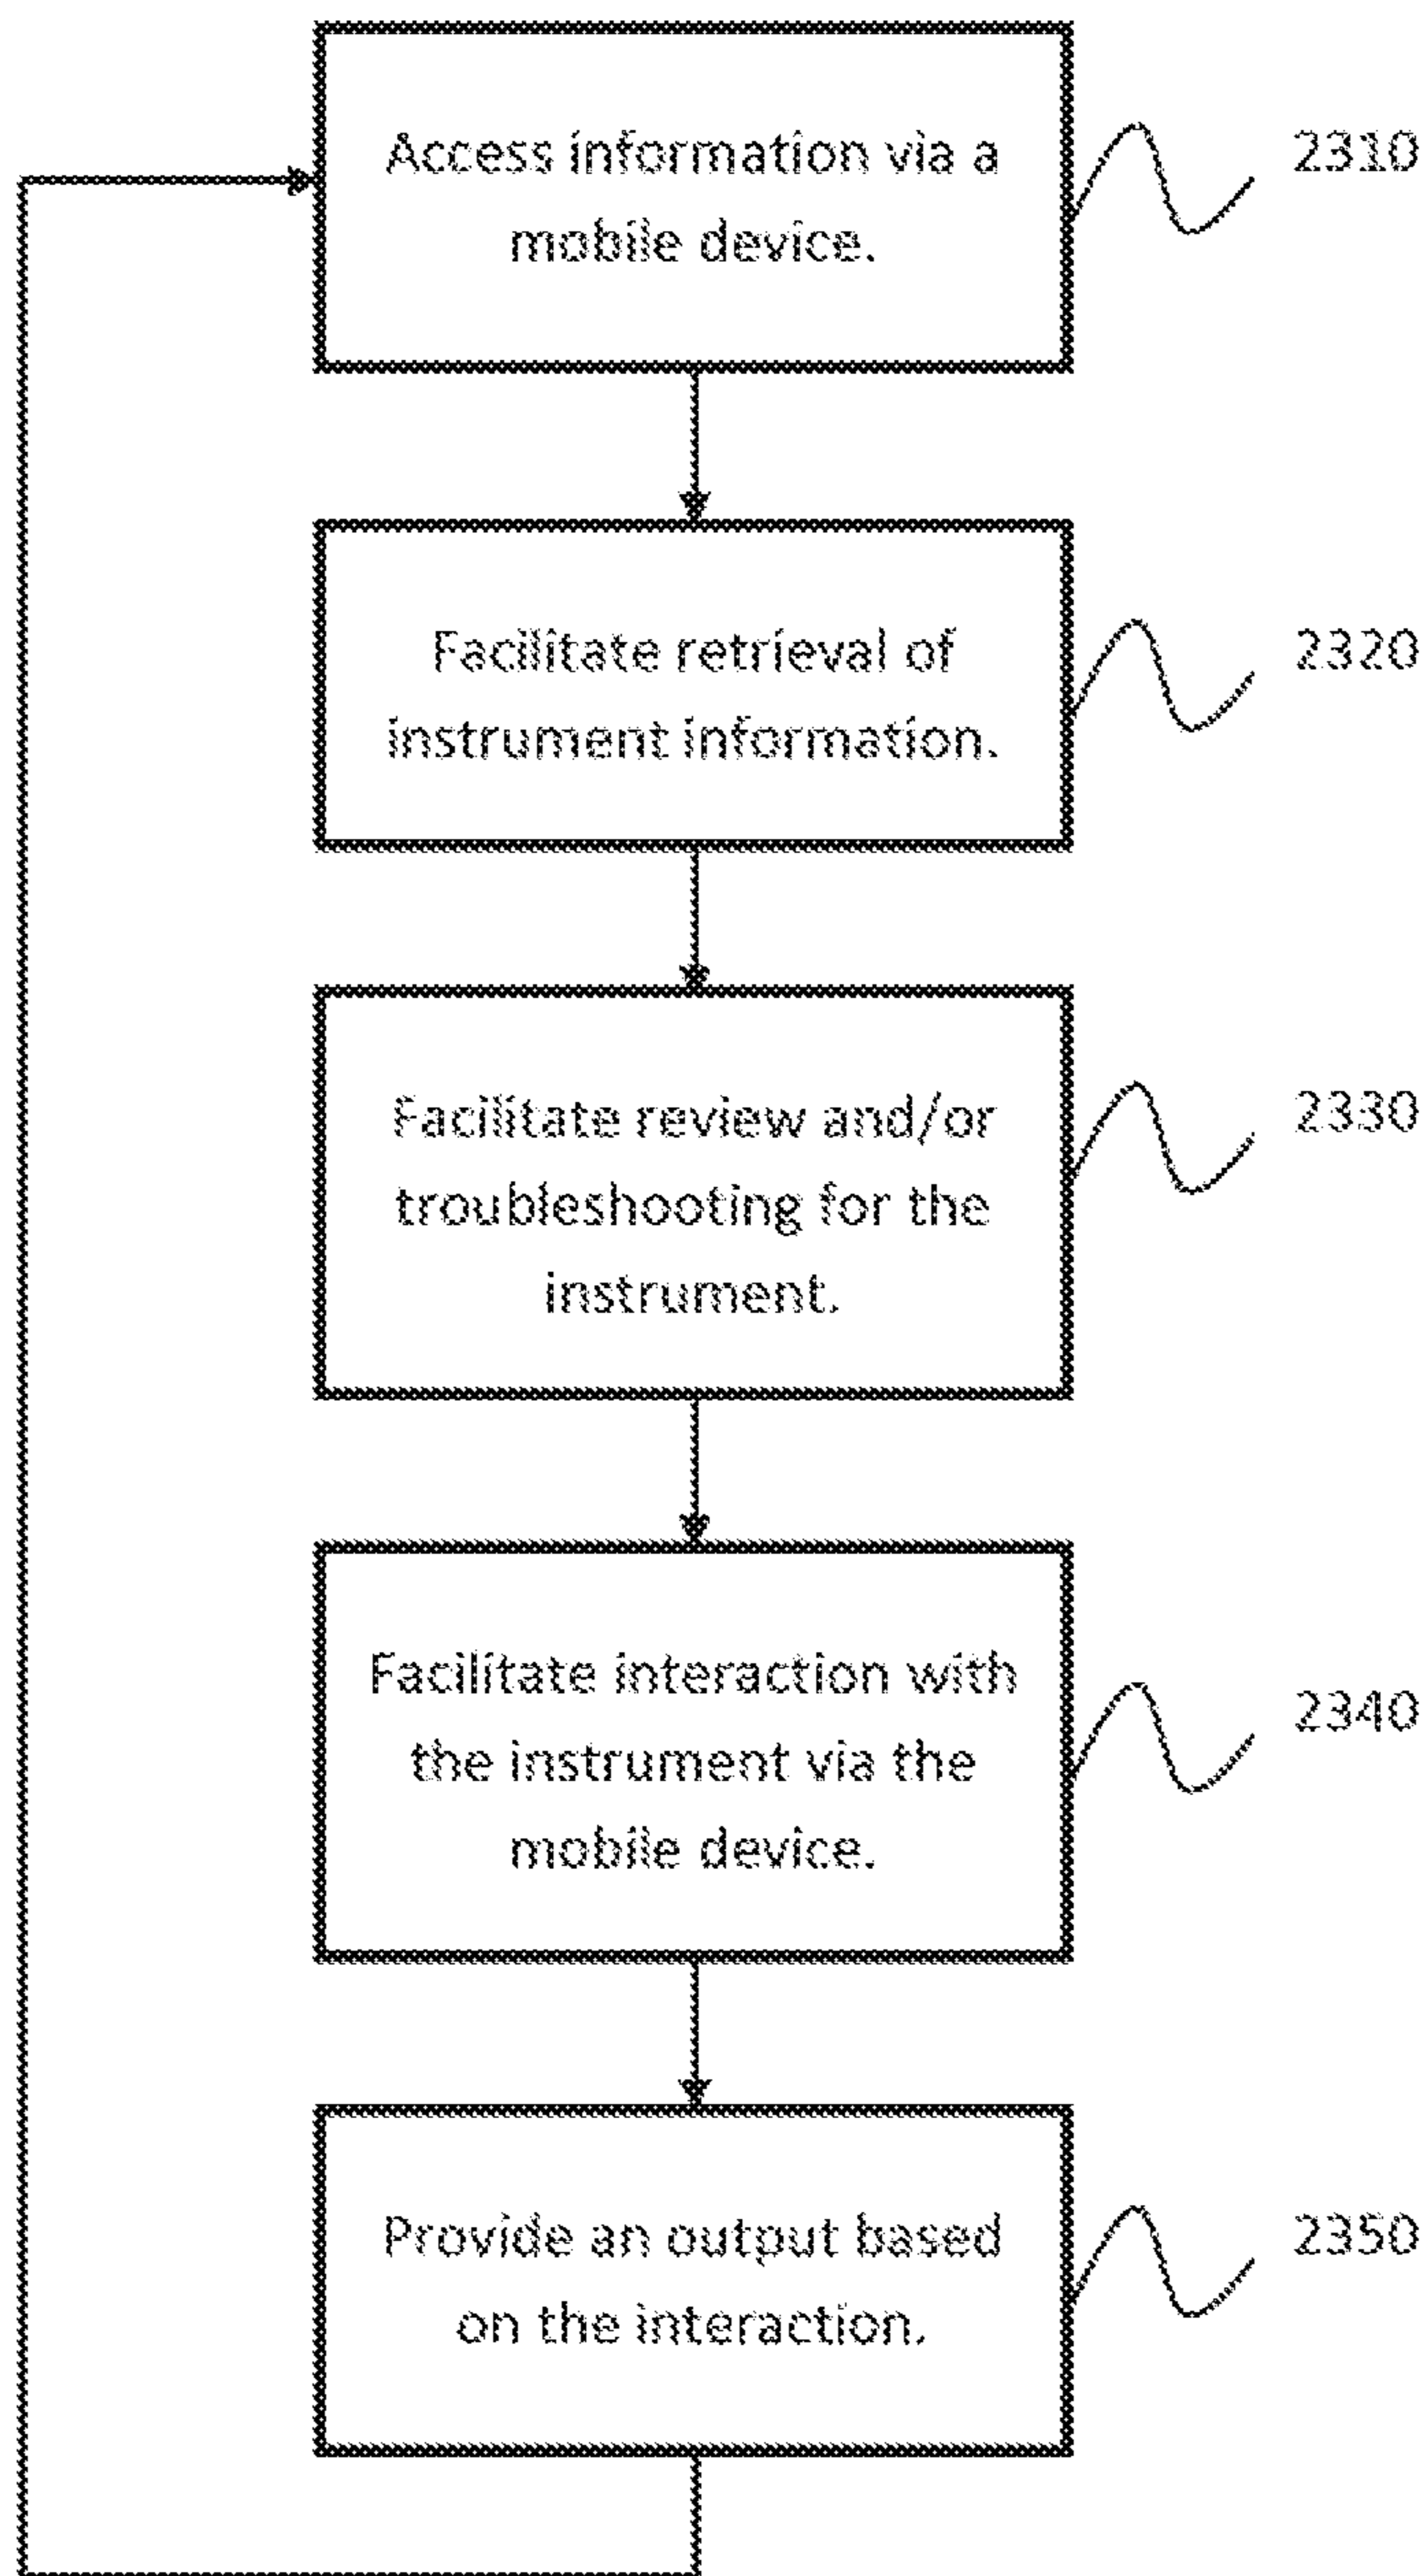 Access information via a
mobile device.
2310
Facilitate retrieval of
instrument information.
2320
Facilitate review and/or
troubleshooting for the
instrument.
2330
Facilitate interaction with
the instrument via the
mobile device.
2340
Provide an output based
on the interaction.
2350